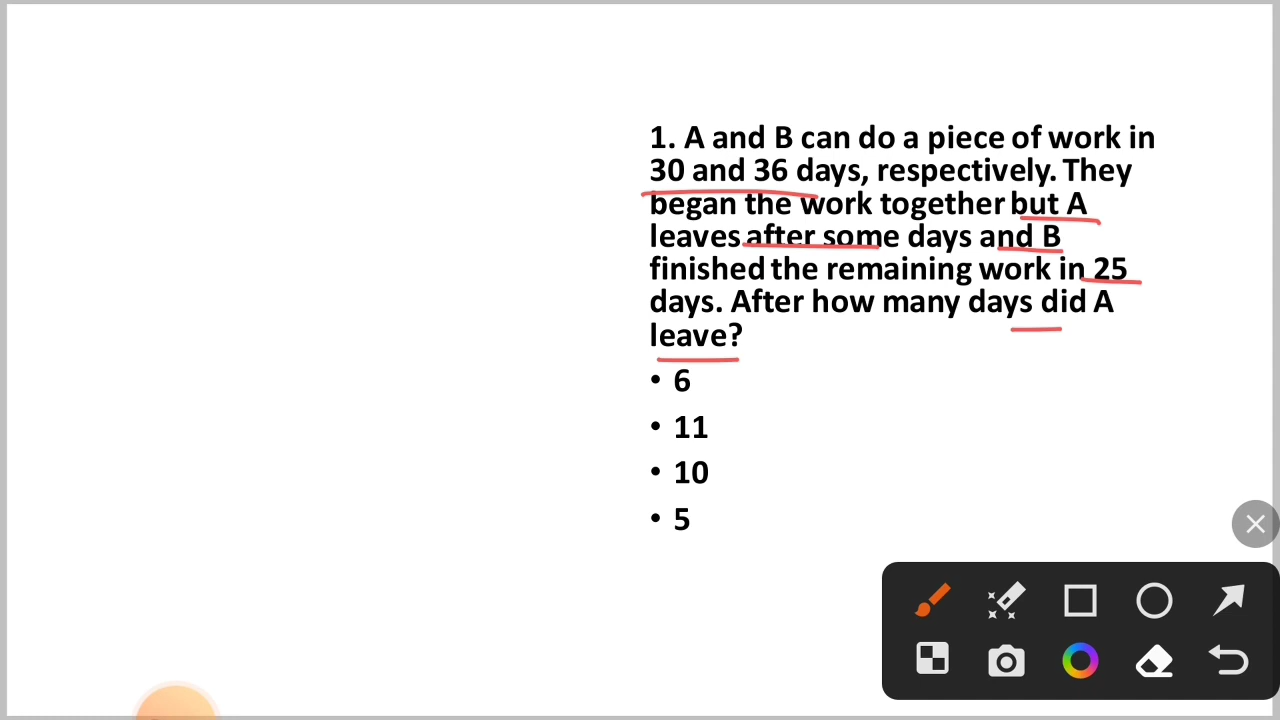 1. A and B can do a piece of work in
30 and 36 days, respectively. They
began the work together but A
leaves after some days and B
finished the remaining work in 25
days. After how many days did A
leave?
• 6
• 11
• 10
• 5